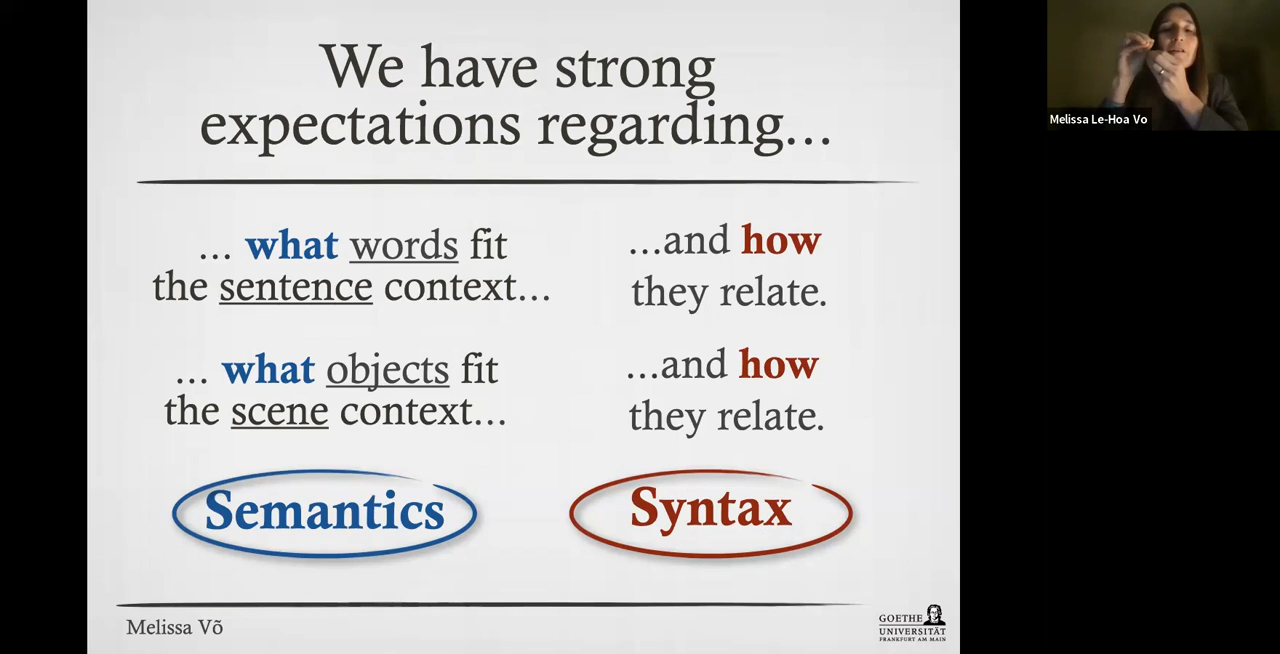 We have strong
expectations regarding...
... what words fit
the sentence context...
...and how
they relate.
... what objects fit
the scene context...
...and how
they relate.
Semantics
Syntax
Melissa Võ
GOETHE
UNIVERSITÄT
FRANKFURT AM MAIN
Melissa Le-Hoa Vo